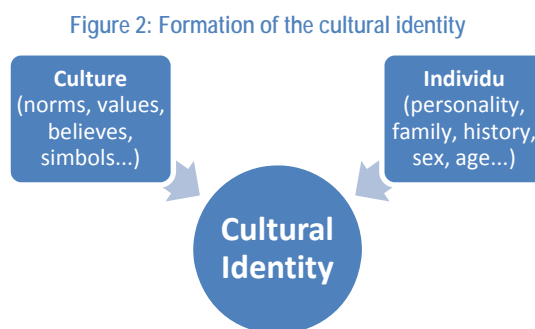 Figure 2: Formation of the cultural identity
Culture
(norms, values,
believes,
simbols...)
Individu
(personality,
family, history,
sex, age...)
Cultural
Identity